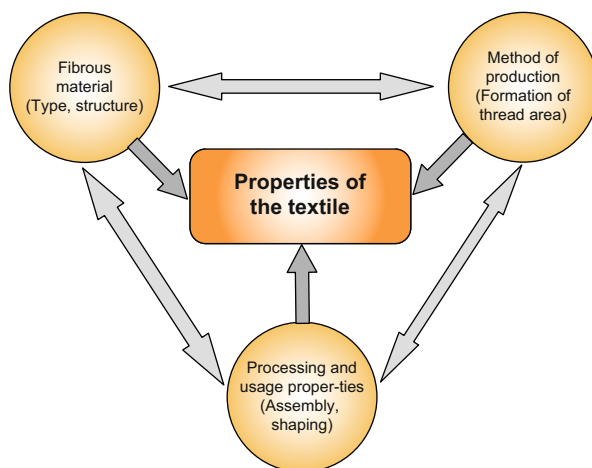 Fibrous
material
(Type, structure)
Method of
production
(Formation of
thread area)
Properties of
the textile
Processing and
usage proper-ties
(Assembly,
shaping)